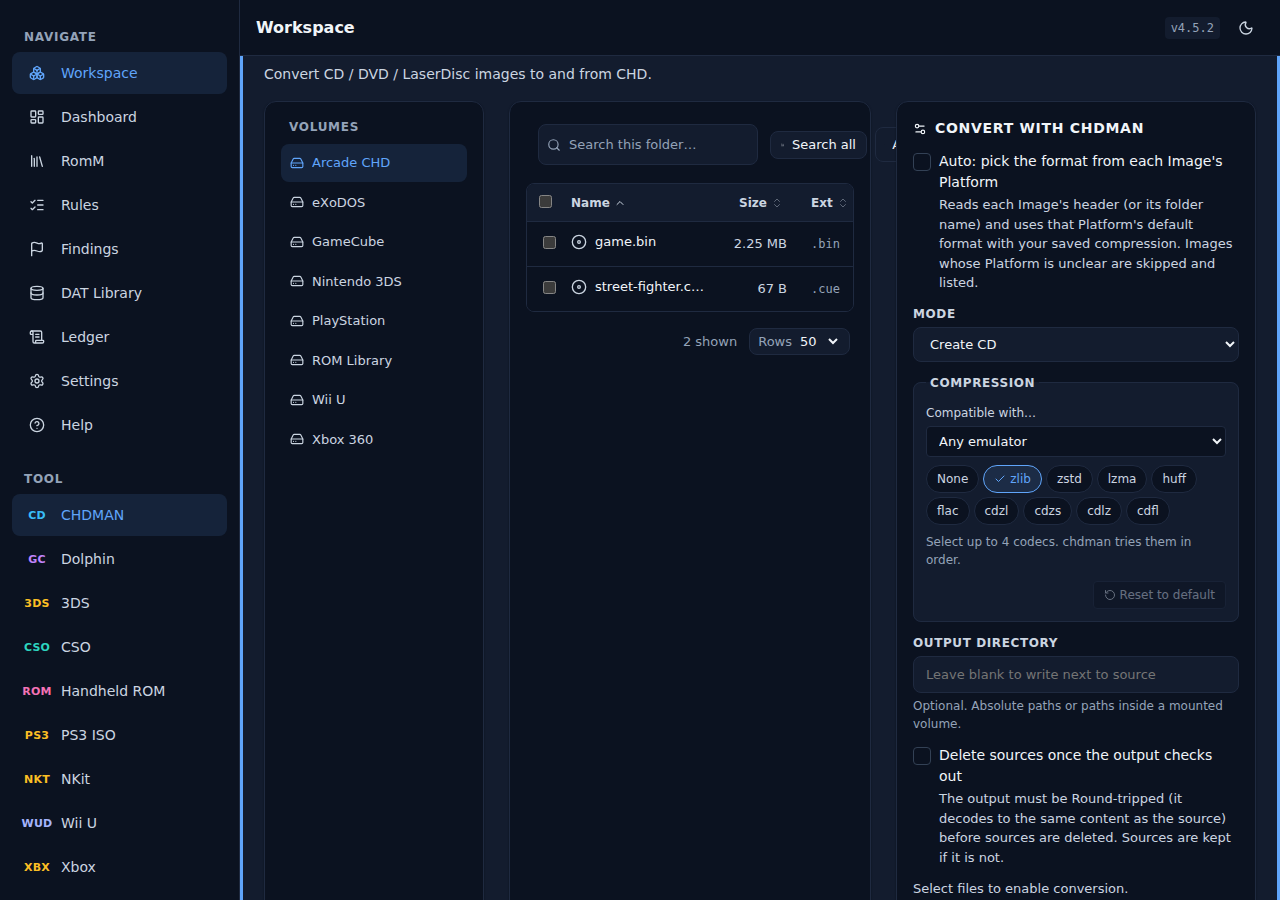 NAVIGATE
Workspace
Dashboard
RomM
Rules
Findings
DAT Library
Ledger
Settings
Help
TOOL
CD CHDMAN
GC Dolphin
3DS 3DS
CSO CSO
ROM Handheld ROM
PS3 PS3 ISO
NKT NKit
WUD Wii U
XBX Xbox
Workspace
v4.5.2
Convert CD / DVD / LaserDisc images to and from CHD.
VOLUMES
Arcade CHD
eXoDOS
GameCube
Nintendo 3DS
PlayStation
ROM Library
Wii U
Xbox 360
Search this folder…
Search all
Name Size Ext
game.bin 2.25 MB .bin
street-fighter.c… 67 B .cue
2 shown Rows 50
CONVERT WITH CHDMAN
Auto: pick the format from each Image's
Platform
Reads each Image's header (or its folder
name) and uses that Platform's default
format with your saved compression. Images
whose Platform is unclear are skipped and
listed.
MODE
Create CD
COMPRESSION
Compatible with…
Any emulator
None zlib zstd lzma huff
flac cdzl cdzs cdlz cdfl
Select up to 4 codecs. chdman tries them in
order.
Reset to default
OUTPUT DIRECTORY
Leave blank to write next to source
Optional. Absolute paths or paths inside a mounted
volume.
Delete sources once the output checks
out
The output must be Round-tripped (it
decodes to the same content as the source)
before sources are deleted. Sources are kept
if it is not.
Select files to enable conversion.